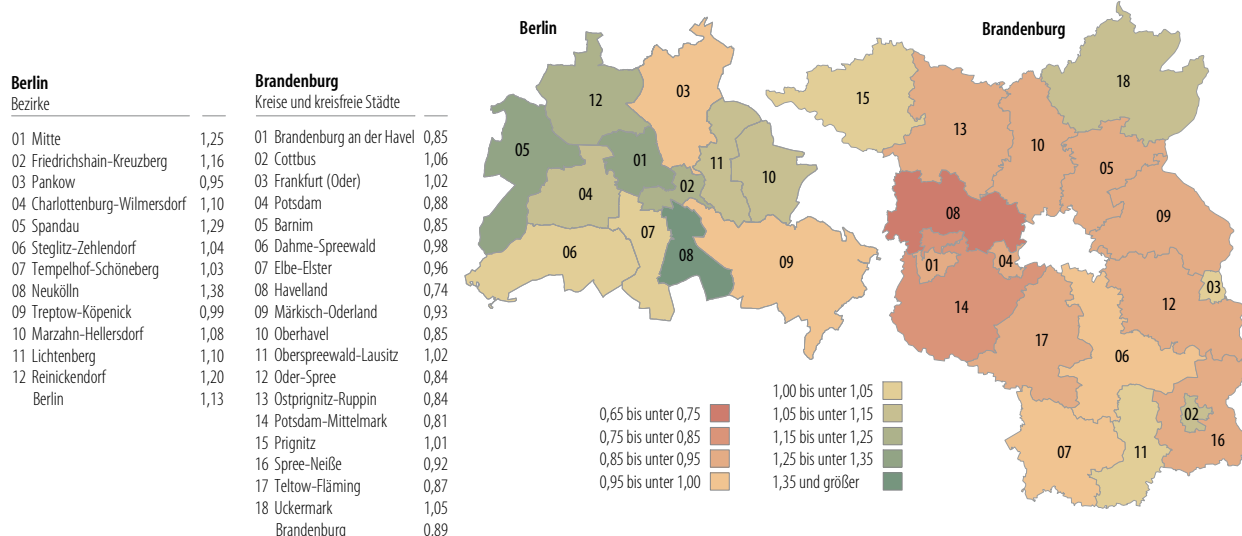 Berlin
Bezirke
01 Mitte 1,25
02 Friedrichshain-Kreuzberg 1,16
03 Pankow 0,95
04 Charlottenburg-Wilmersdorf 1,10
05 Spandau 1,29
06 Steglitz-Zehlendorf 1,04
07 Tempelhof-Schöneberg 1,03
08 Neukölln 1,38
09 Treptow-Köpenick 0,99
10 Marzahn-Hellersdorf 1,08
11 Lichtenberg 1,10
12 Reinickendorf 1,20
Berlin 1,13
Brandenburg
Kreise und kreisfreie Städte
01 Brandenburg an der Havel 0,85
02 Cottbus 1,06
03 Frankfurt (Oder) 1,02
04 Potsdam 0,88
05 Barnim 0,85
06 Dahme-Spreewald 0,98
07 Elbe-Elster 0,96
08 Havelland 0,74
09 Märkisch-Oderland 0,93
10 Oberhavel 0,85
11 Oberspreewald-Lausitz 1,02
12 Oder-Spree 0,84
13 Ostprignitz-Ruppin 0,84
14 Potsdam-Mittelmark 0,81
15 Prignitz 1,01
16 Spree-Neiße 0,92
17 Teltow-Fläming 0,87
18 Uckermark 1,05
Brandenburg 0,89
Berlin
12
03
05
01
11
10
04
02
07
06
08
09
Brandenburg
18
15
13
10
05
08
09
01
04
03
14
12
17
06
02
16
07
11
0,65 bis unter 0,75
0,75 bis unter 0,85
0,85 bis unter 0,95
0,95 bis unter 1,00
1,00 bis unter 1,05
1,05 bis unter 1,15
1,15 bis unter 1,25
1,25 bis unter 1,35
1,35 und größer